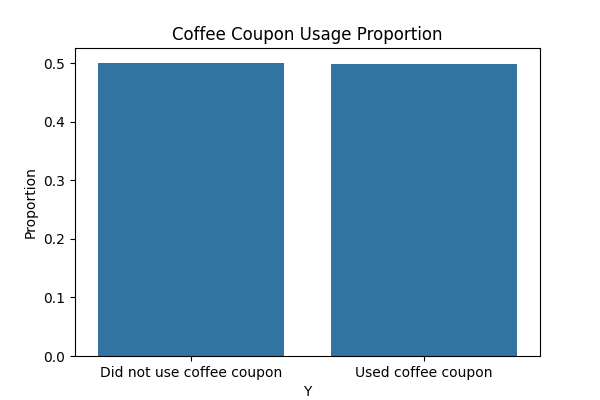 Coffee Coupon Usage Proportion
Proportion
0.5
0.4
0.3
0.2
0.1
0.0
Did not use coffee coupon
Used coffee coupon
Y